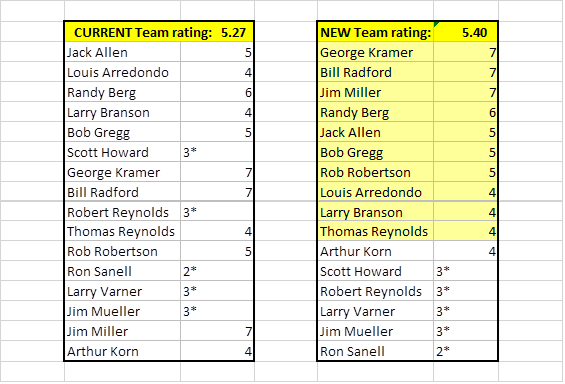 CURRENT Team rating: 5.27
Jack Allen 5
Louis Arredondo 4
Randy Berg 6
Larry Branson 4
Bob Gregg 5
Scott Howard 3*
George Kramer 7
Bill Radford 7
Robert Reynolds 3*
Thomas Reynolds 4
Rob Robertson 5
Ron Sanell 2*
Larry Varner 3*
Jim Mueller 3*
Jim Miller 7
Arthur Korn 4
NEW Team rating: 5.40
George Kramer 7
Bill Radford 7
Jim Miller 7
Randy Berg 6
Jack Allen 5
Bob Gregg 5
Rob Robertson 5
Louis Arredondo 4
Larry Branson 4
Thomas Reynolds 4
Arthur Korn 4
Scott Howard 3*
Robert Reynolds 3*
Larry Varner 3*
Jim Mueller 3*
Ron Sanell 2*